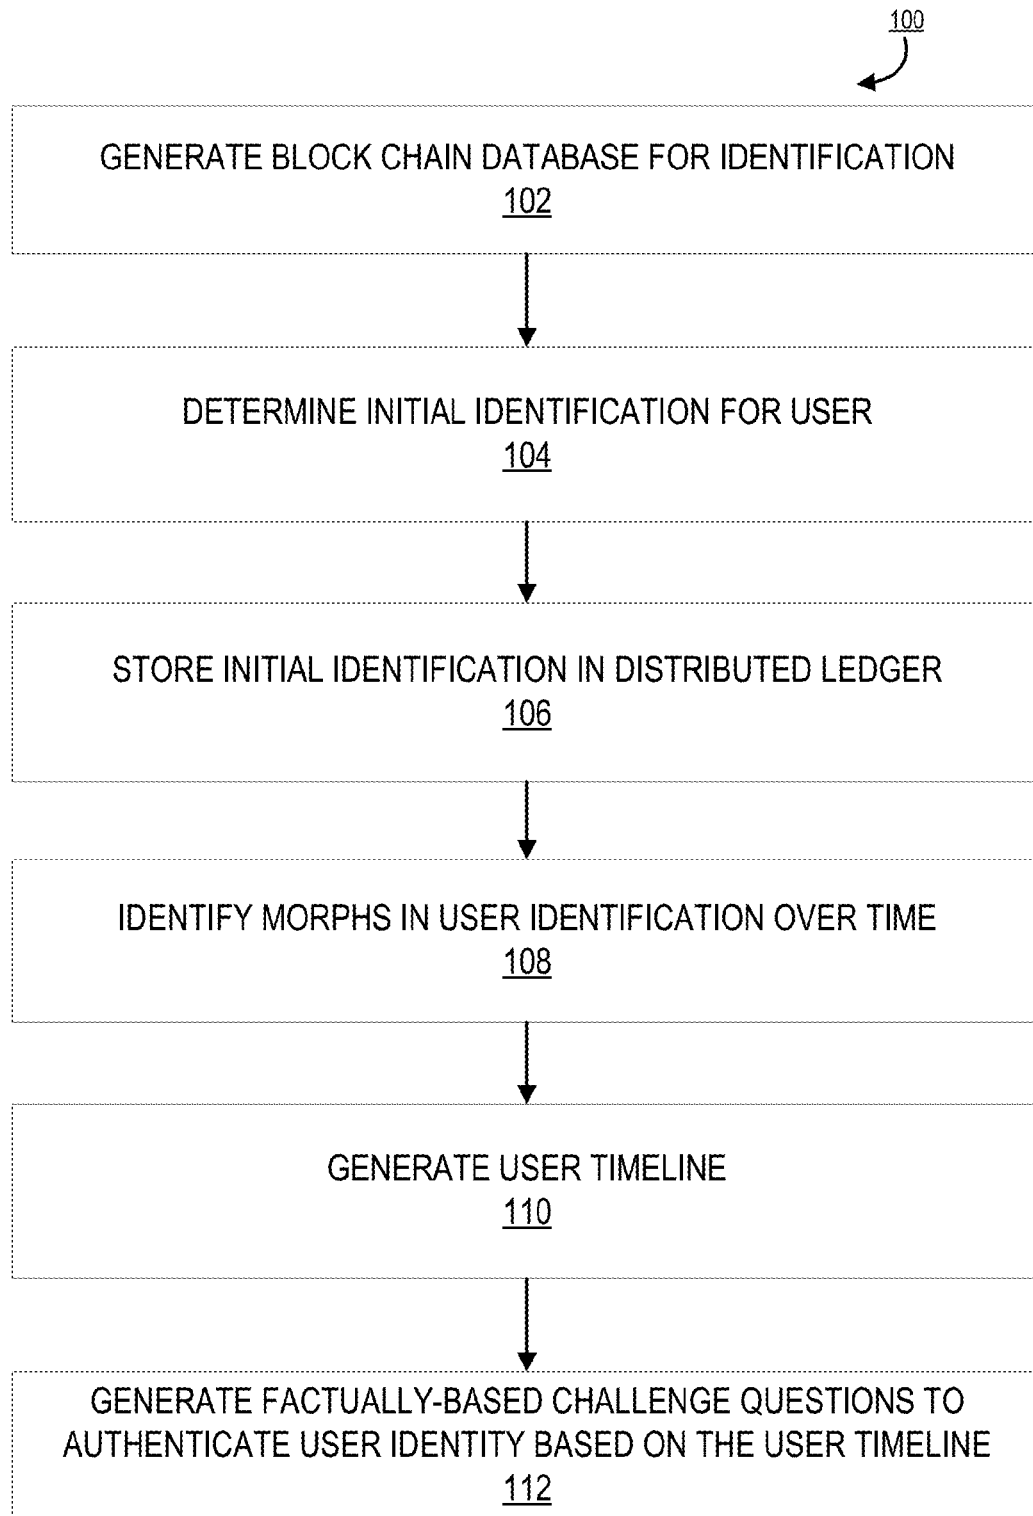 100
GENERATE BLOCK CHAIN DATABASE FOR IDENTIFICATION
102
DETERMINE INITIAL IDENTIFICATION FOR USER
104
STORE INITIAL IDENTIFICATION IN DISTRIBUTED LEDGER
106
IDENTIFY MORPHS IN USER IDENTIFICATION OVER TIME
108
GENERATE USER TIMELINE
110
GENERATE FACTUALLY-BASED CHALLENGE QUESTIONS TO
AUTHENTICATE USER IDENTITY BASED ON THE USER TIMELINE
112